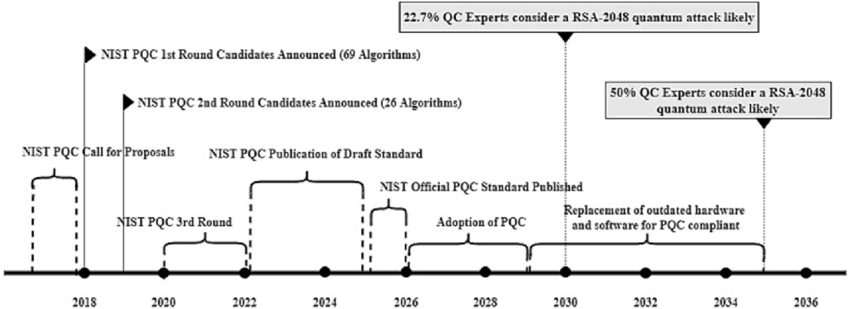 22.7% QC Experts consider a RSA-2048 quantum attack likely
NIST PQC 1st Round Candidates Announced (69 Algorithms)
50% QC Experts consider a RSA-2048
quantum attack likely
NIST PQC 2nd Round Candidates Announced (26 Algorithms)
NIST PQC Call for Proposals
NIST PQC Publication of Draft Standard
NIST Official PQC Standard Published
NIST PQC 3rd Round
Adoption of PQC
Replacement of outdated hardware
and software for PQC compliant
2018 2020 2022 2024 2026 2028 2030 2032 2034 2036